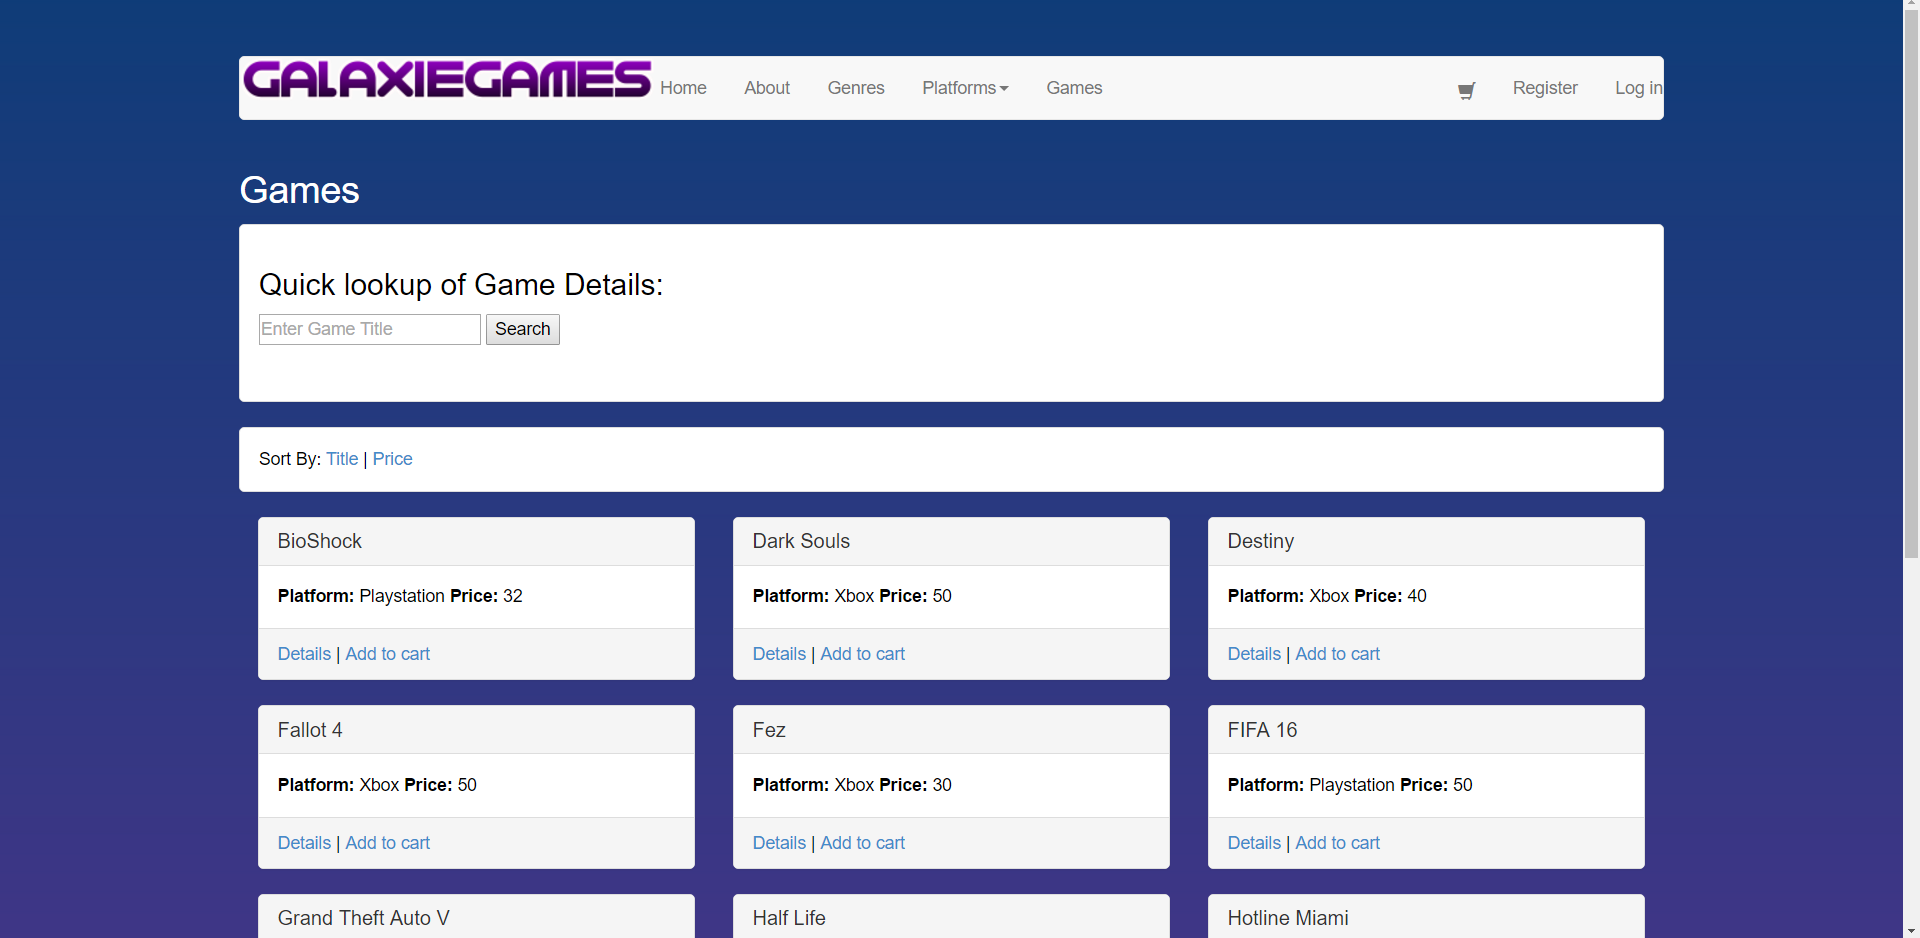 GALAXIEGAMES Home About Genres Platforms Games Register Log in
Games
Quick lookup of Game Details:
Enter Game Title Search
Sort By: Title | Price
BioShock
Platform: Playstation Price: 32
Details | Add to cart
Dark Souls
Platform: Xbox Price: 50
Details | Add to cart
Destiny
Platform: Xbox Price: 40
Details | Add to cart
Fallot 4
Platform: Xbox Price: 50
Details | Add to cart
Fez
Platform: Xbox Price: 30
Details | Add to cart
FIFA 16
Platform: Playstation Price: 50
Details | Add to cart
Grand Theft Auto V
Half Life
Hotline Miami